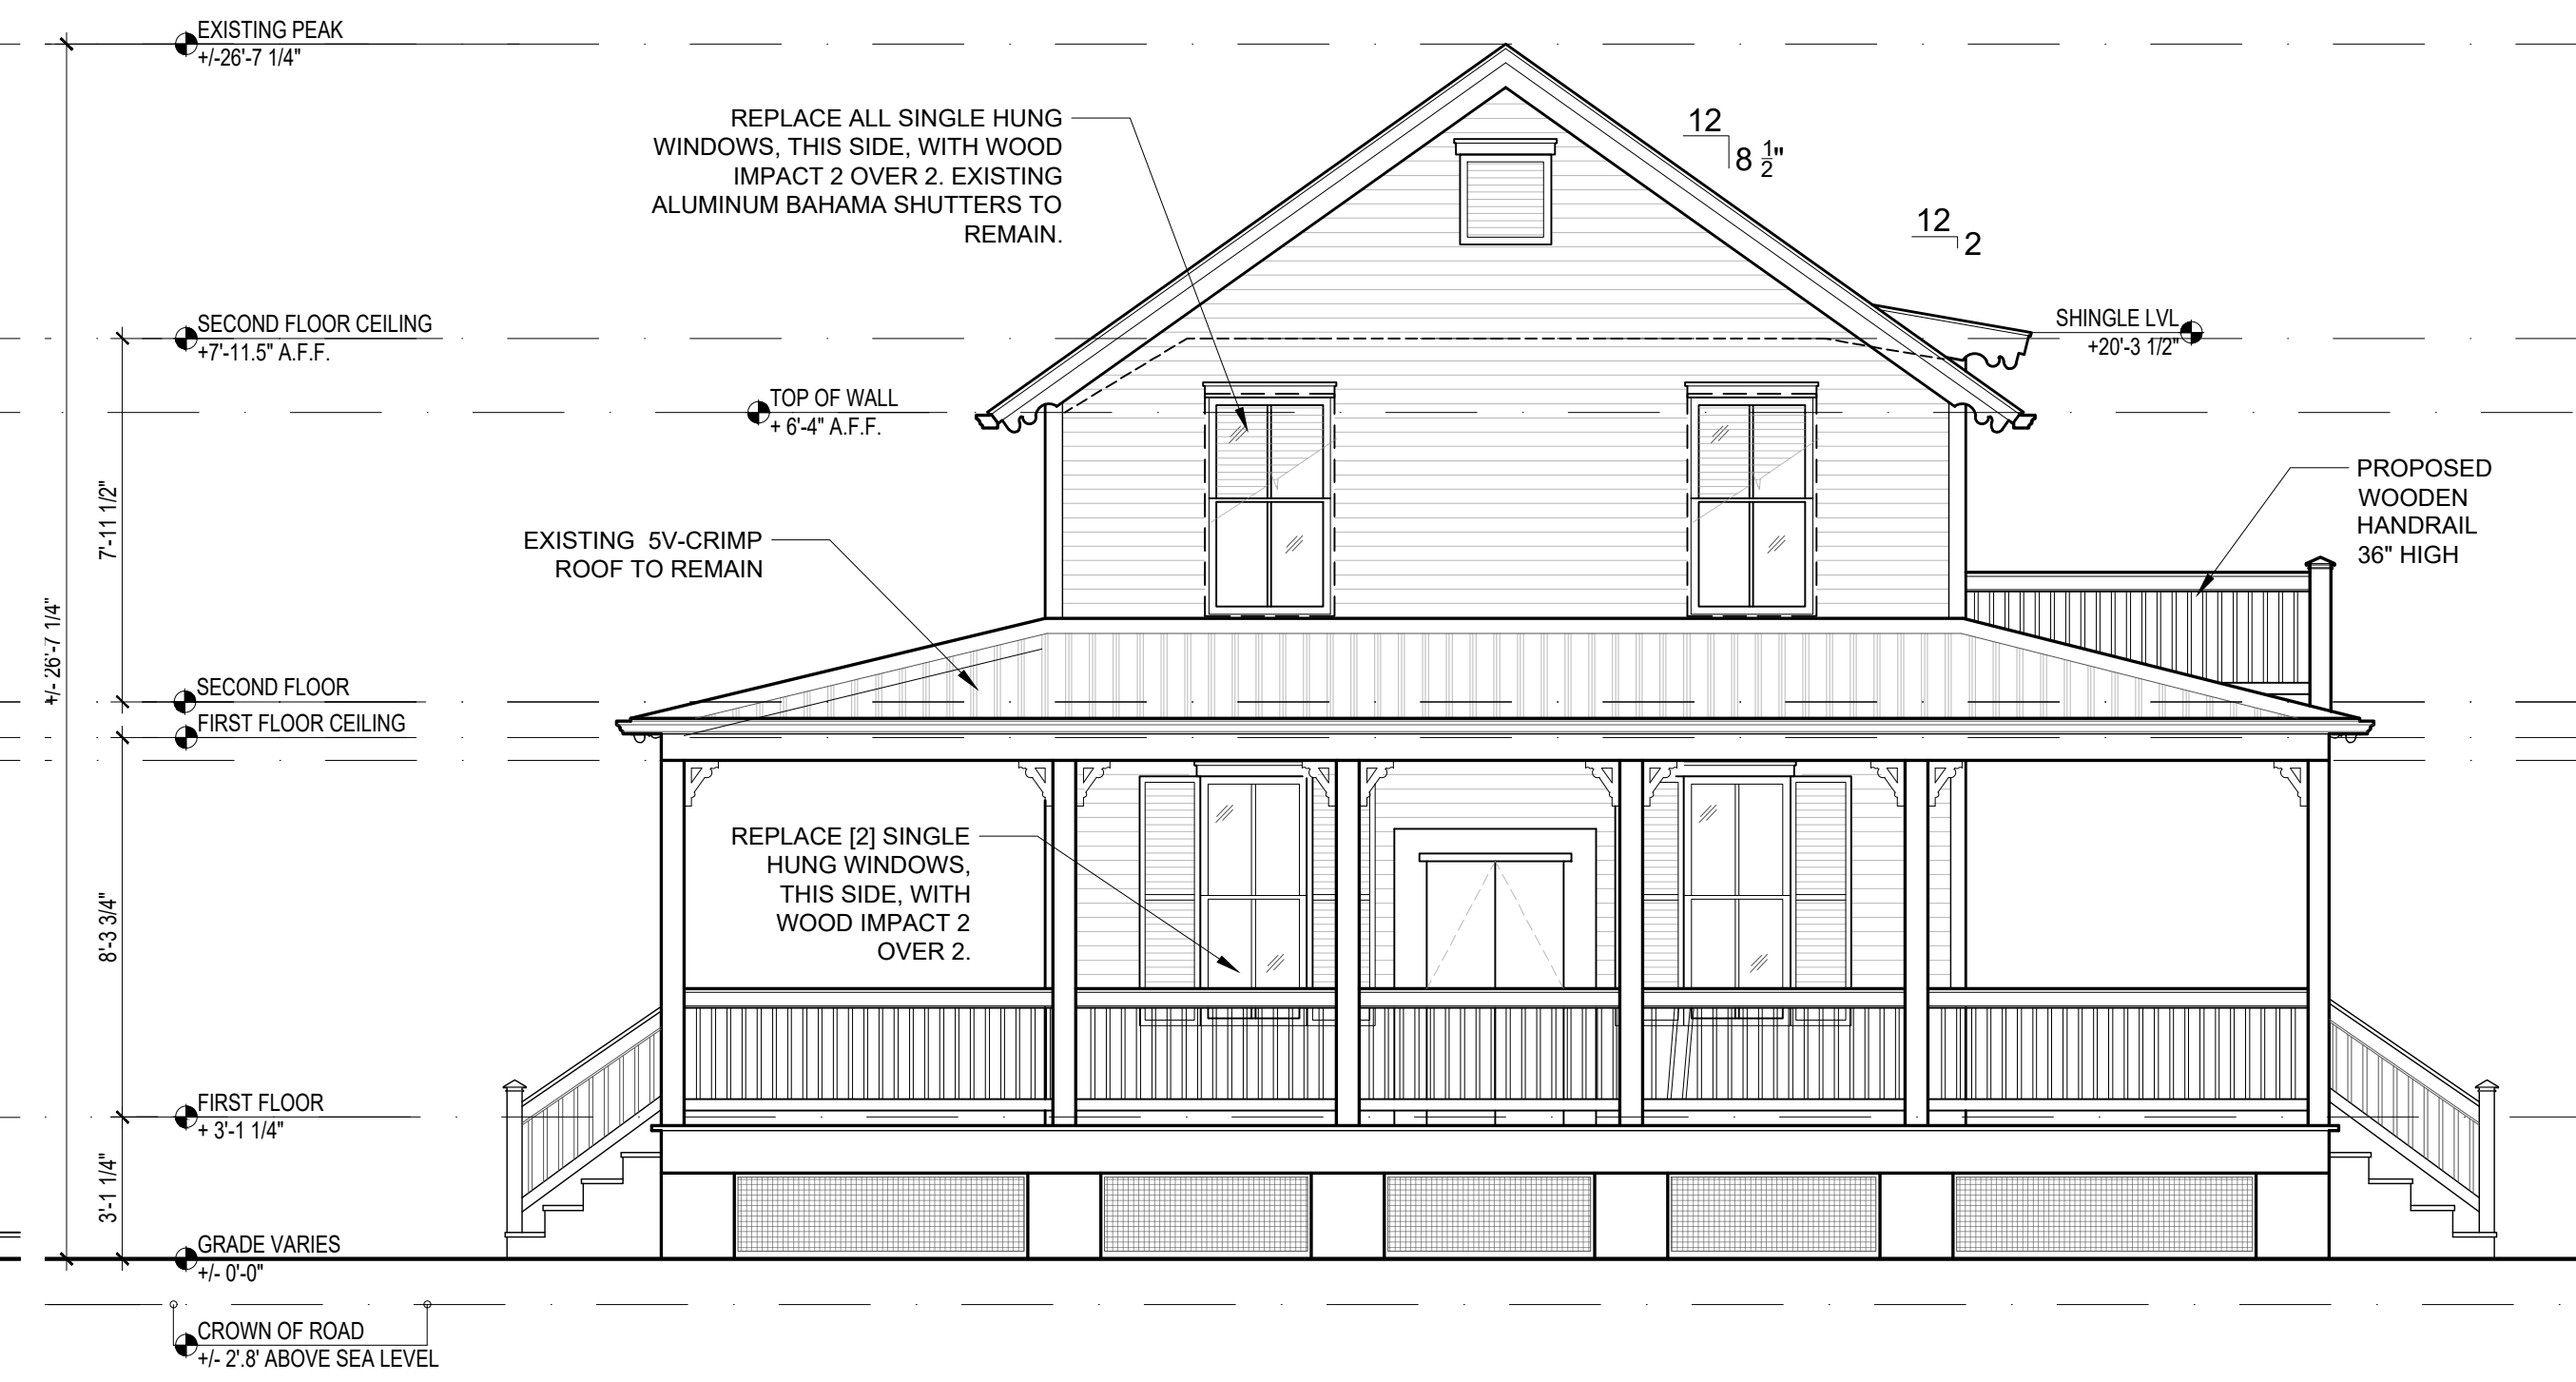 EXISTING PEAK
+/-26'-7 1/4"
REPLACE ALL SINGLE HUNG
WINDOWS, THIS SIDE, WITH WOOD
IMPACT 2 OVER 2. EXISTING
ALUMINUM BAHAMA SHUTTERS TO
REMAIN.
12
8 1/2"
12
2
SECOND FLOOR CEILING
+7'-11.5" A.F.F.
SHINGLE LVL
+20'-3 1/2"
TOP OF WALL
+ 6'-4" A.F.F.
PROPOSED
WOODEN
HANDRAIL
36" HIGH
7'-11 1/2"
EXISTING 5V-CRIMP
ROOF TO REMAIN
+/- 26'-7 1/4"
SECOND FLOOR
FIRST FLOOR CEILING
REPLACE [2] SINGLE
HUNG WINDOWS,
THIS SIDE, WITH
WOOD IMPACT 2
OVER 2.
8'-3 3/4"
FIRST FLOOR
+ 3'-1 1/4"
3'-1 1/4"
GRADE VARIES
+/- 0'-0"
CROWN OF ROAD
+/- 2'.8' ABOVE SEA LEVEL